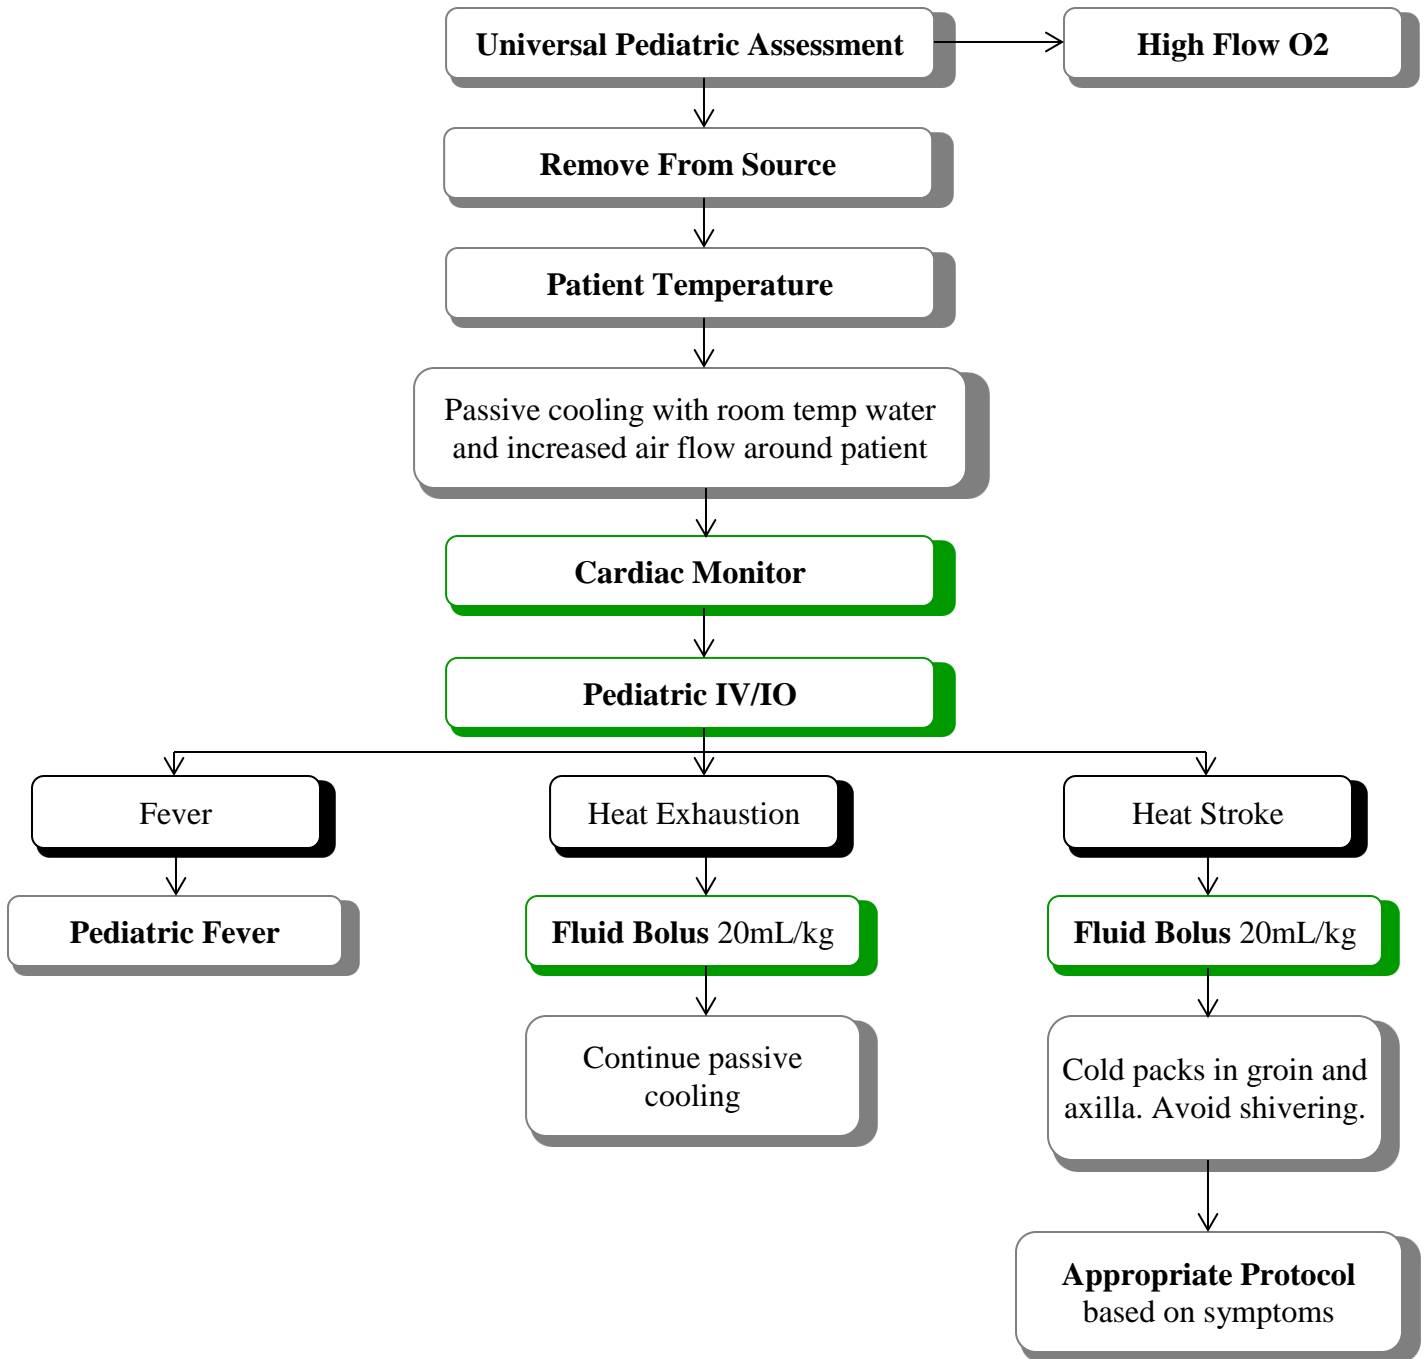 Universal Pediatric Assessment
High Flow O2
Remove From Source
Patient Temperature
Passive cooling with room temp water
and increased air flow around patient
Cardiac Monitor
Pediatric IV/IO
Fever
Heat Exhaustion
Heat Stroke
Pediatric Fever
Fluid Bolus 20mL/kg
Fluid Bolus 20mL/kg
Continue passive
cooling
Cold packs in groin and
axilla. Avoid shivering.
Appropriate Protocol
based on symptoms